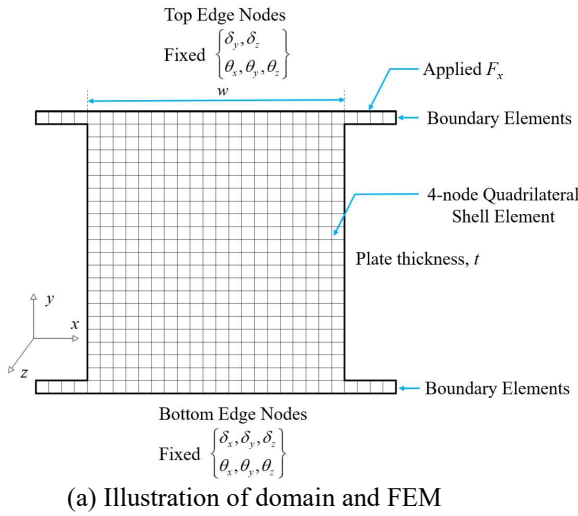 Top Edge Nodes
Fixed {δy, δz
θx, θy, θz}
w
Applied Fx
Boundary Elements
4-node Quadrilateral
Shell Element
Plate thickness, t
y
x
z
Boundary Elements
Bottom Edge Nodes
Fixed {δx, δy, δz
θx, θy, θz}
(a) Illustration of domain and FEM